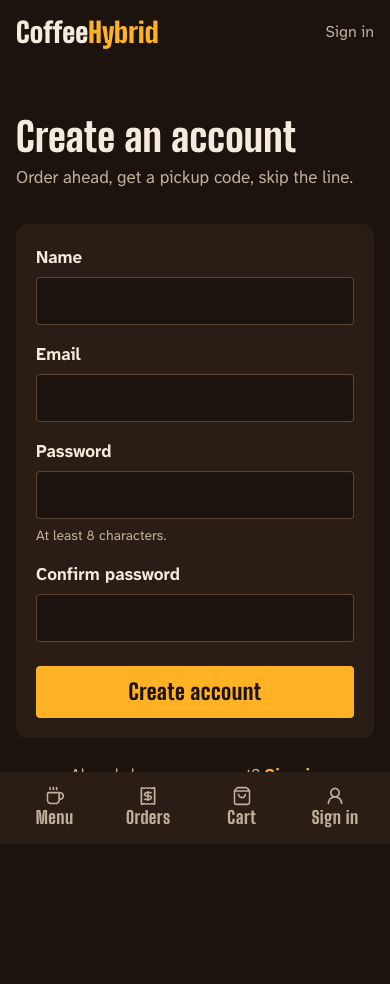 CoffeeHybrid
Sign in
Create an account
Order ahead, get a pickup code, skip the line.
Name
Email
Password
At least 8 characters.
Confirm password
Create account
Menu
Orders
Cart
Sign in